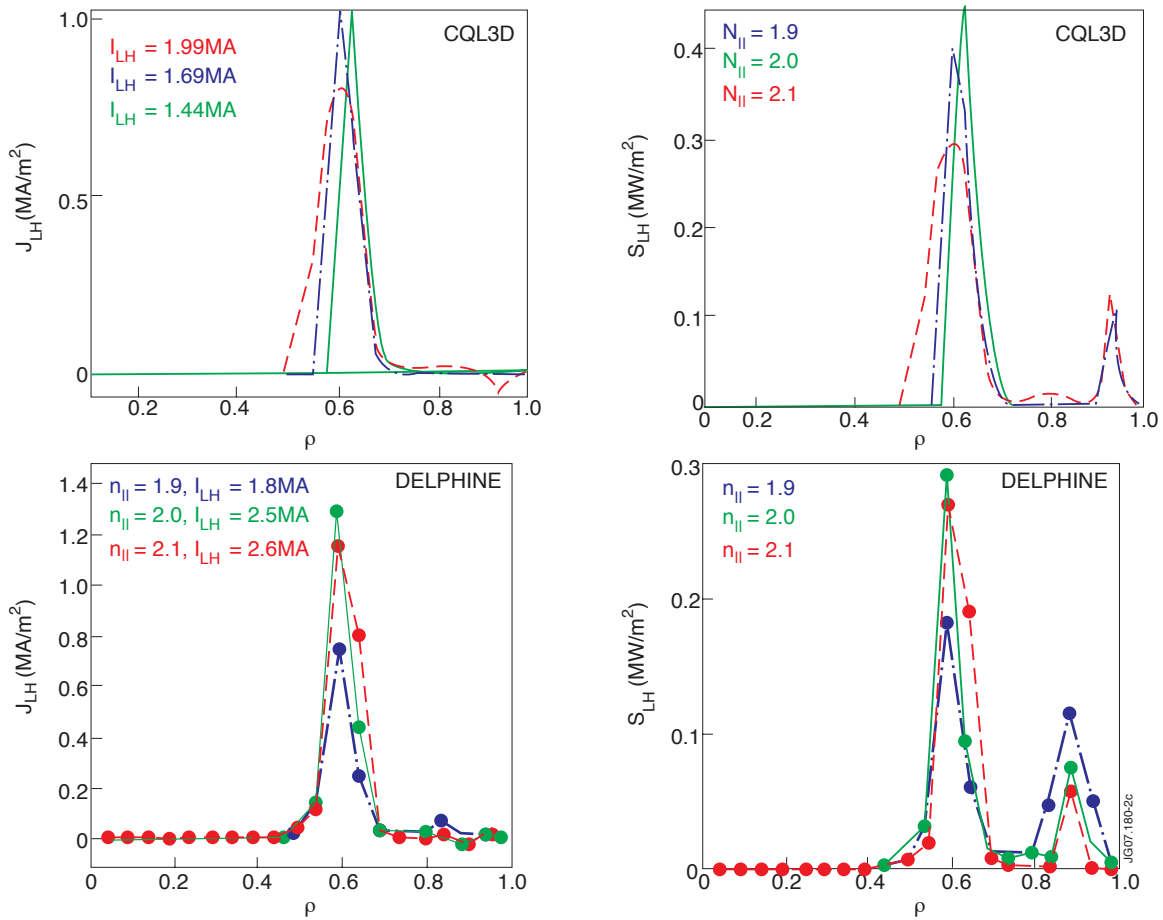 1.0
0.5
0
J_LH (MA/m²)
I_LH = 1.99MA
I_LH = 1.69MA
I_LH = 1.44MA
CQL3D
0.2 0.4 0.6 0.8 1.0
ρ
0.4
0.3
0.2
0.1
0
S_LH (MW/m²)
N_II = 1.9
N_II = 2.0
N_II = 2.1
CQL3D
0 0.2 0.4 0.6 0.8 1.0
ρ
1.4
1.2
1.0
0.8
0.6
0.4
0.2
0
J_LH (MA/m²)
n_II = 1.9, I_LH = 1.8MA
n_II = 2.0, I_LH = 2.5MA
n_II = 2.1, I_LH = 2.6MA
DELPHINE
0 0.2 0.4 0.6 0.8 1.0
ρ
0.3
0.2
0.1
0
S_LH (MW/m²)
n_II = 1.9
n_II = 2.0
n_II = 2.1
DELPHINE
0 0.2 0.4 0.6 0.8 1.0
ρ
JG07.180-2c